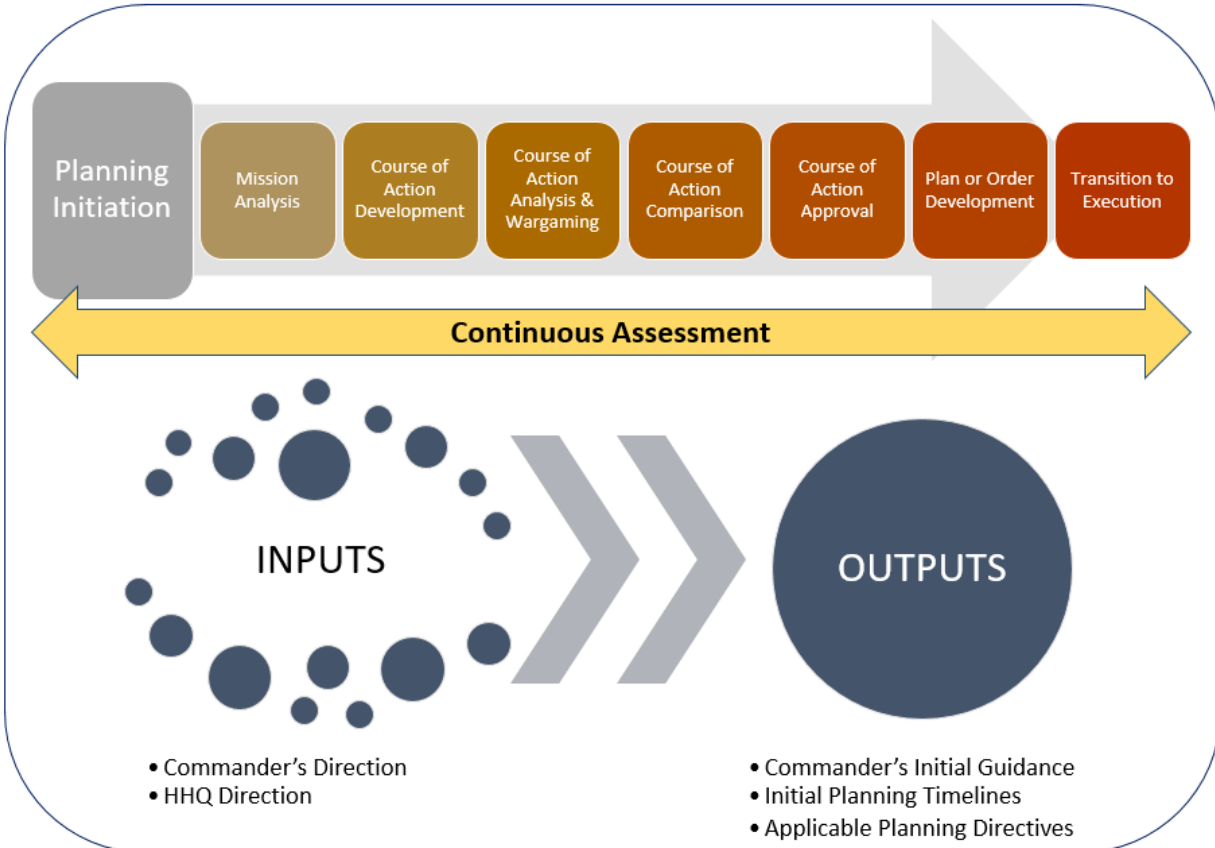 Planning
Initiation
Mission
Analysis
Course of
Action
Development
Course of
Action
Analysis &
Wargaming
Course of
Action
Comparison
Course of
Action
Approval
Plan or Order
Development
Transition to
Execution
Continuous Assessment
INPUTS
OUTPUTS
• Commander’s Direction
• HHQ Direction
• Commander’s Initial Guidance
• Initial Planning Timelines
• Applicable Planning Directives